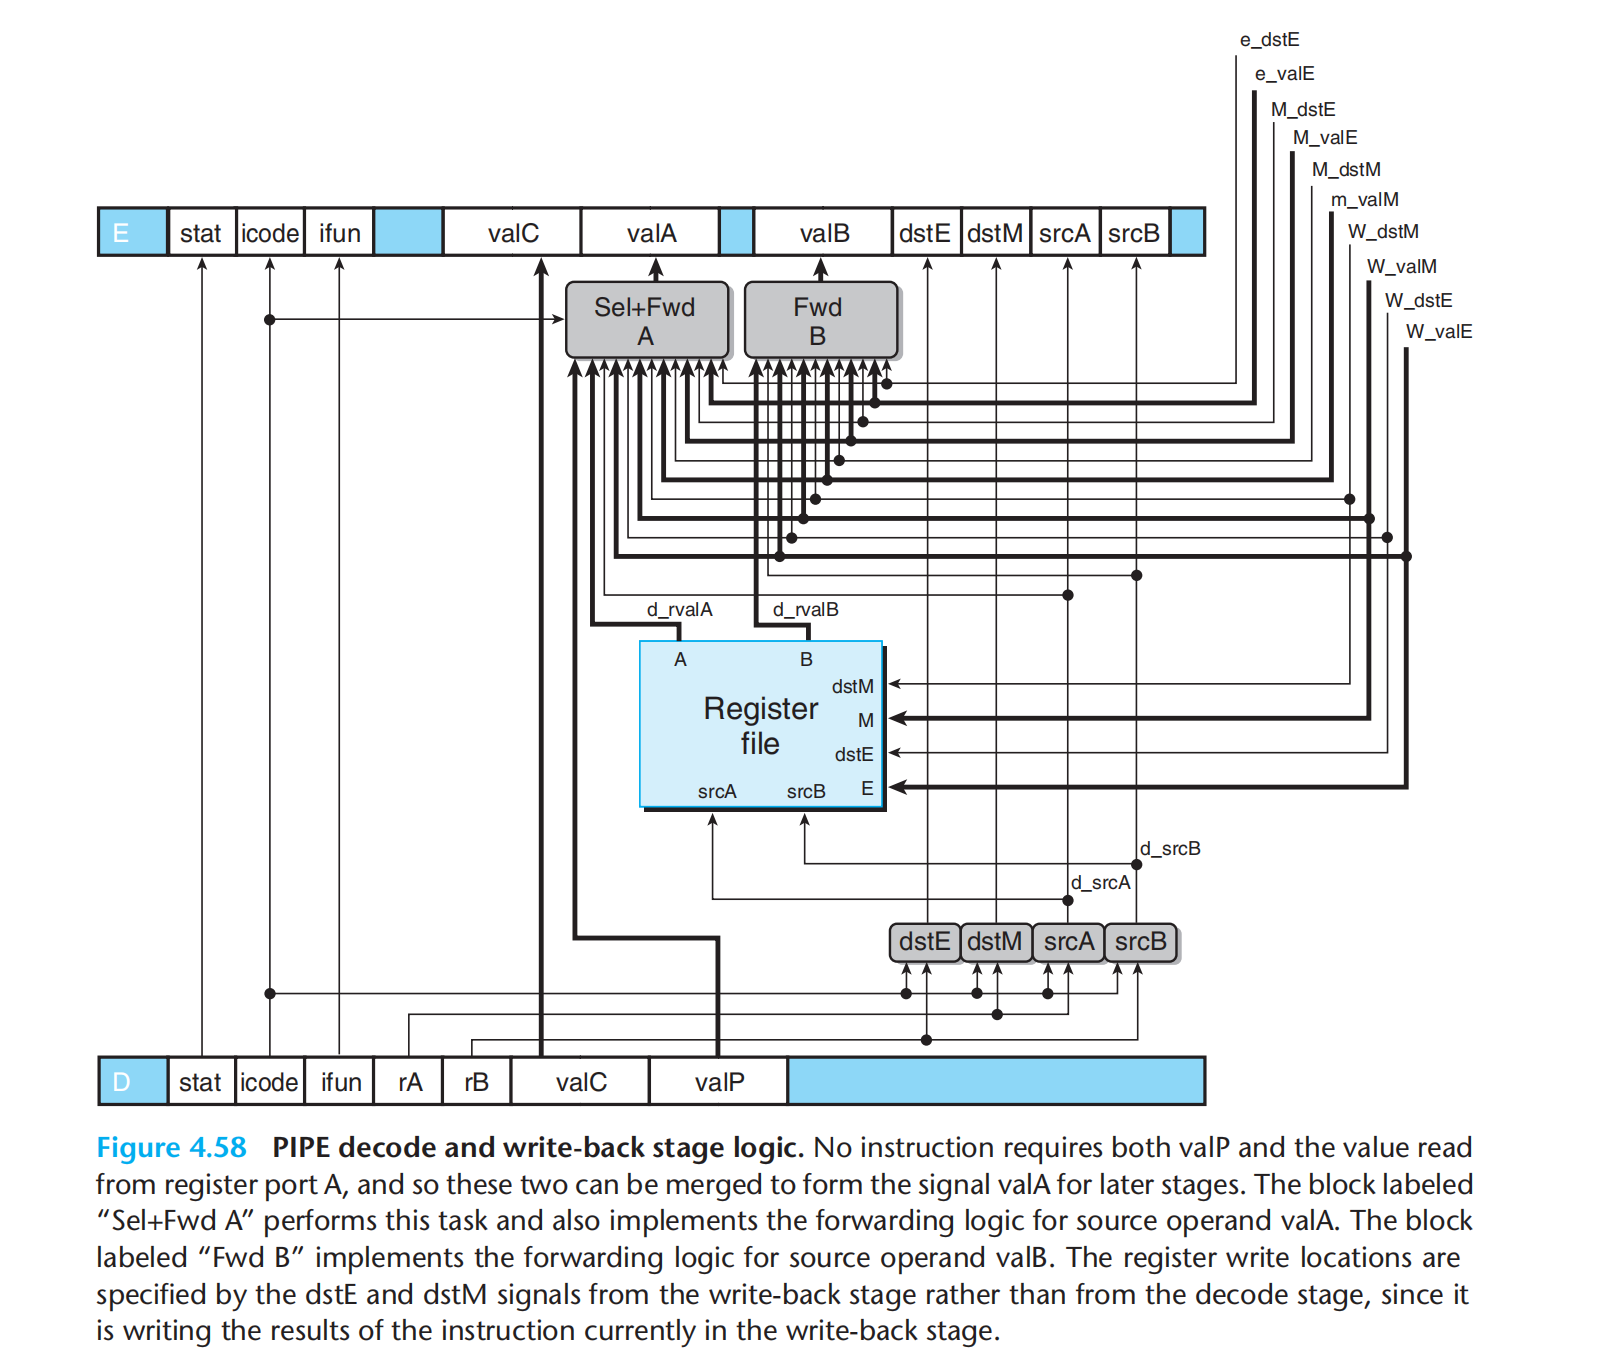 e_dstE
e_valE
M_dstE
M_valE
M_dstM
m_valM
W_dstM
W_valM
W_dstE
W_valE
E stat icode ifun valC valA valB dstE dstM srcA srcB
Sel+Fwd
A
Fwd
B
d_rvalA d_rvalB
A B
dstM
Register
M
file
dstE
srcA srcB E
d_srcB
d_srcA
dstE dstM srcA srcB
D stat icode ifun rA rB valC valP
Figure 4.58 PIPE decode and write-back stage logic. No instruction requires both valP and the value read
from register port A, and so these two can be merged to form the signal valA for later stages. The block labeled
“Sel+Fwd A” performs this task and also implements the forwarding logic for source operand valA. The block
labeled “Fwd B” implements the forwarding logic for source operand valB. The register write locations are
specified by the dstE and dstM signals from the write-back stage rather than from the decode stage, since it
is writing the results of the instruction currently in the write-back stage.